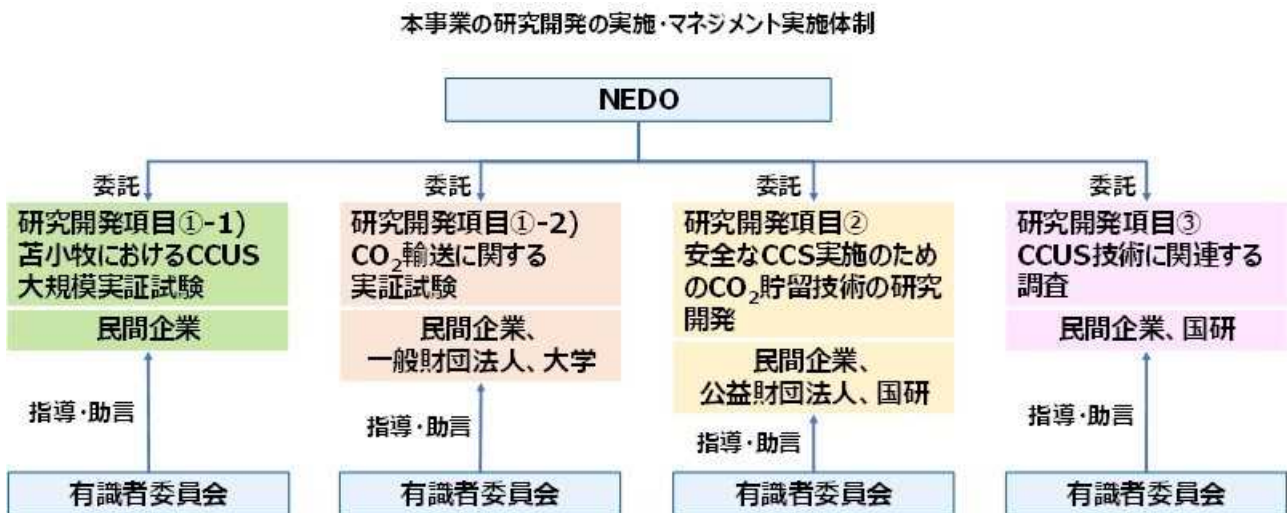 本事業の研究開発の実施・マネジメント実施体制
NEDO
委託
委託
委託
委託
研究開発項目①-1)
苫小牧におけるCCUS
大規模実証試験
民間企業
指導・助言
有識者委員会
研究開発項目①-2)
CO₂輸送に関する
実証試験
民間企業、
一般財団法人、大学
指導・助言
有識者委員会
研究開発項目②
安全なCCS実施のため
のCO₂貯留技術の研究
開発
民間企業、
公益財団法人、国研
指導・助言
有識者委員会
研究開発項目③
CCUS技術に関連する
調査
民間企業、国研
指導・助言
有識者委員会